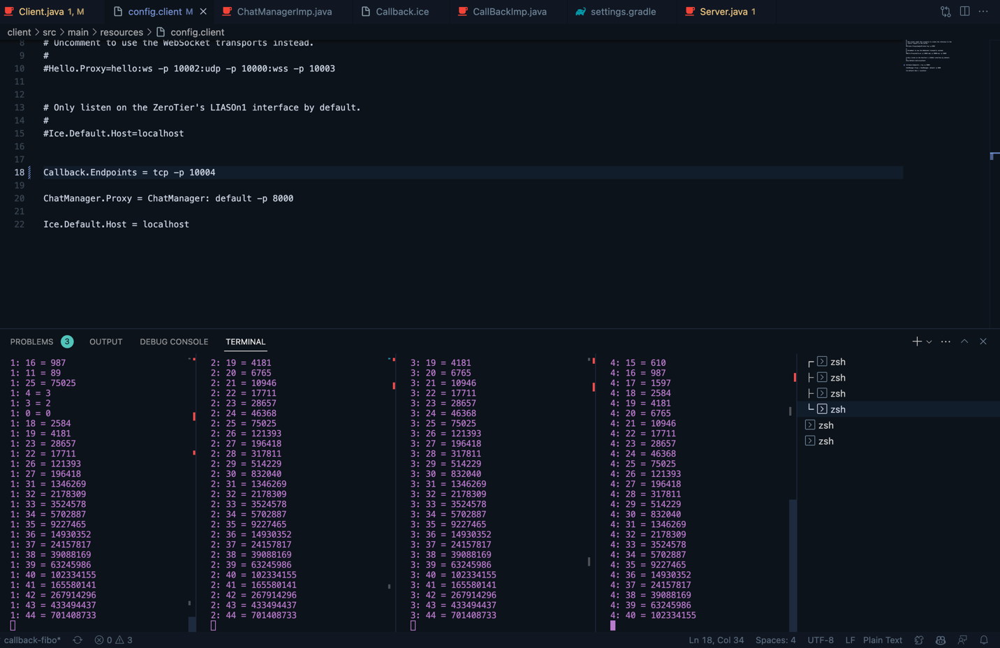 Client.java 1, M
config.client M
ChatManagerImp.java
Callback.ice
CallBackImp.java
settings.gradle
Server.java 1
client > src > main > resources > config.client
8 # Uncomment to use the WebSocket transports instead.
9 #
10 #Hello.Proxy=hello:ws -p 10002:udp -p 10000:wss -p 10003
11
12
13 # Only listen on the ZeroTier's LIASOn1 interface by default.
14 #
15 #Ice.Default.Host=localhost
16
17
18 Callback.Endpoints = tcp -p 10004
19
20 ChatManager.Proxy = ChatManager: default -p 8000
21
22 Ice.Default.Host = localhost
PROBLEMS 3 OUTPUT DEBUG CONSOLE TERMINAL
1: 16 = 987
1: 11 = 89
1: 25 = 75025
1: 4 = 3
1: 3 = 2
1: 0 = 0
1: 18 = 2584
1: 19 = 4181
1: 23 = 28657
1: 22 = 17711
1: 26 = 121393
1: 27 = 196418
1: 31 = 1346269
1: 32 = 2178309
1: 33 = 3524578
1: 34 = 5702887
1: 35 = 9227465
1: 36 = 14930352
1: 37 = 24157817
1: 38 = 39088169
1: 39 = 63245986
1: 40 = 102334155
1: 41 = 165580141
1: 42 = 267914296
1: 43 = 433494437
1: 44 = 701408733
2: 19 = 4181
2: 20 = 6765
2: 21 = 10946
2: 22 = 17711
2: 23 = 28657
2: 24 = 46368
2: 25 = 75025
2: 26 = 121393
2: 27 = 196418
2: 28 = 317811
2: 29 = 514229
2: 30 = 832040
2: 31 = 1346269
2: 32 = 2178309
2: 33 = 3524578
2: 34 = 5702887
2: 35 = 9227465
2: 36 = 14930352
2: 37 = 24157817
2: 38 = 39088169
2: 39 = 63245986
2: 40 = 102334155
2: 41 = 165580141
2: 42 = 267914296
2: 43 = 433494437
2: 44 = 701408733
3: 19 = 4181
3: 20 = 6765
3: 21 = 10946
3: 22 = 17711
3: 23 = 28657
3: 24 = 46368
3: 25 = 75025
3: 26 = 121393
3: 27 = 196418
3: 28 = 317811
3: 29 = 514229
3: 30 = 832040
3: 31 = 1346269
3: 32 = 2178309
3: 33 = 3524578
3: 34 = 5702887
3: 35 = 9227465
3: 36 = 14930352
3: 37 = 24157817
3: 38 = 39088169
3: 39 = 63245986
3: 40 = 102334155
3: 41 = 165580141
3: 42 = 267914296
3: 43 = 433494437
3: 44 = 701408733
4: 15 = 610
4: 16 = 987
4: 17 = 1597
4: 18 = 2584
4: 19 = 4181
4: 20 = 6765
4: 21 = 10946
4: 22 = 17711
4: 23 = 28657
4: 24 = 46368
4: 25 = 75025
4: 26 = 121393
4: 27 = 196418
4: 28 = 317811
4: 29 = 514229
4: 30 = 832040
4: 31 = 1346269
4: 32 = 2178309
4: 33 = 3524578
4: 34 = 5702887
4: 35 = 9227465
4: 36 = 14930352
4: 37 = 24157817
4: 38 = 39088169
4: 39 = 63245986
4: 40 = 102334155
zsh
zsh
zsh
zsh
zsh
zsh
callback-fibo* 0 3 Ln 18, Col 34 Spaces: 4 UTF-8 LF Plain Text